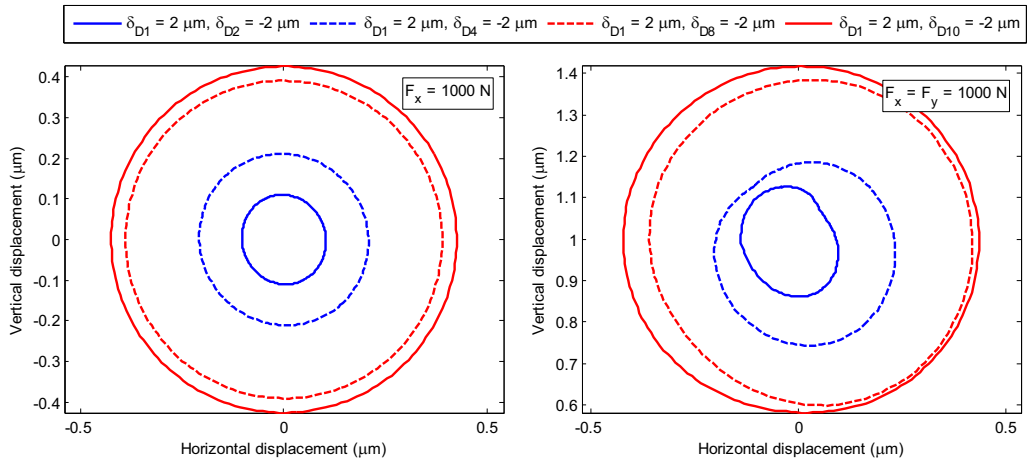 δD1 = 2 μm, δD2 = -2 μm δD1 = 2 μm, δD4 = -2 μm δD1 = 2 μm, δD8 = -2 μm δD1 = 2 μm, δD10 = -2 μm
Fx = 1000 N
0.4
0.3
0.2
0.1
0
-0.1
-0.2
-0.3
-0.4
Vertical displacement (μm)
-0.5 0 0.5
Horizontal displacement (μm)
Fx = Fy = 1000 N
1.4
1.3
1.2
1.1
1
0.9
0.8
0.7
0.6
Vertical displacement (μm)
-0.5 0 0.5
Horizontal displacement (μm)